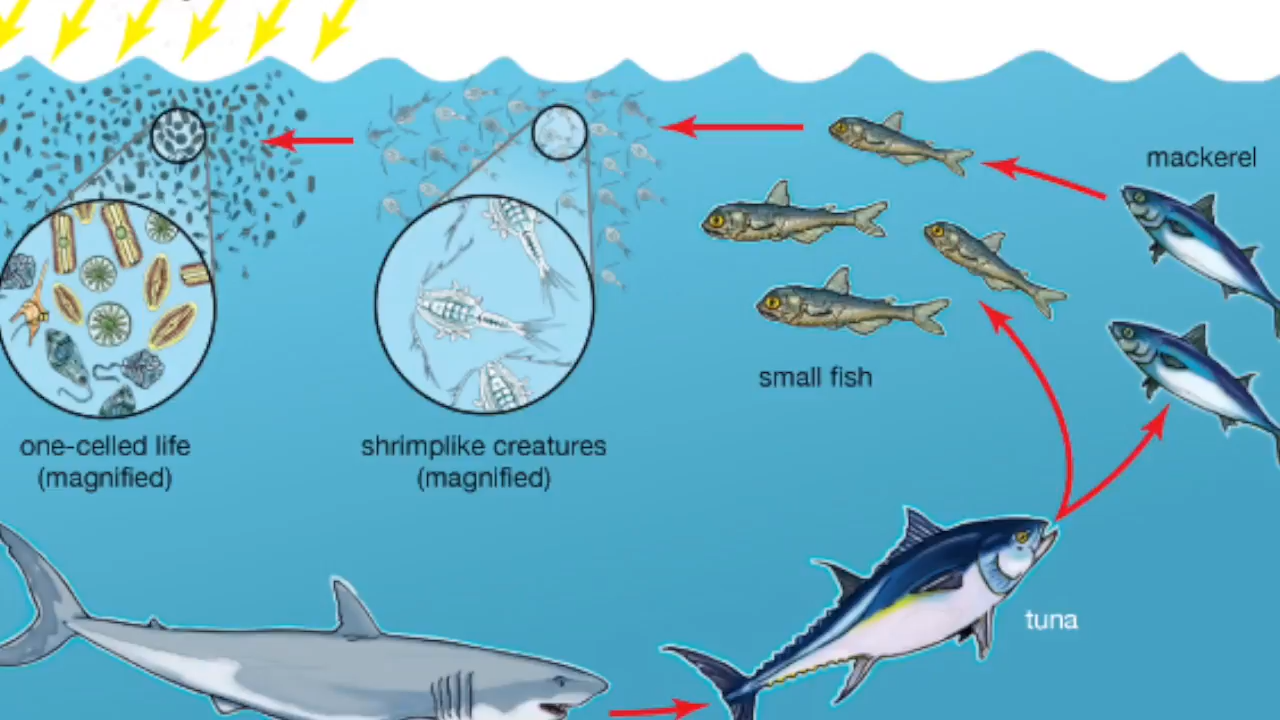 mackerel
small fish
one-celled life
(magnified)
shrimplike creatures
(magnified)
tuna